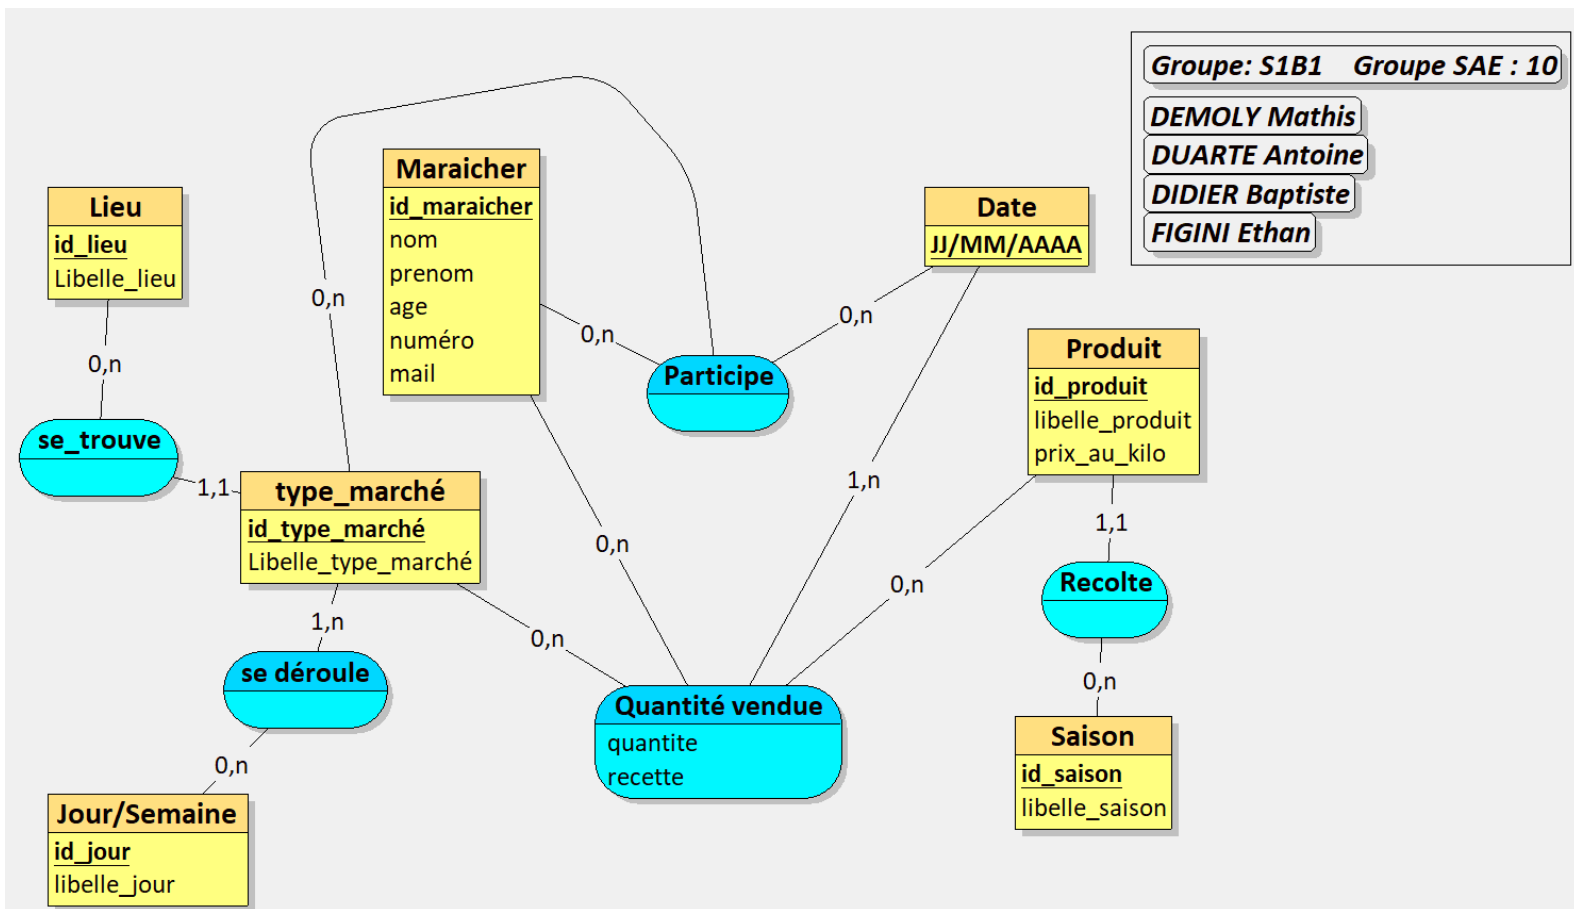 Groupe: S1B1    Groupe SAE : 10
DEMOLY Mathis
DUARTE Antoine
DIDIER Baptiste
FIGINI Ethan
Maraicher
id_maraicher
nom
prenom
age
numéro
mail
Lieu
id_lieu
Libelle_lieu
Date
JJ/MM/AAAA
0,n
0,n
0,n
Produit
id_produit
libelle_produit
prix_au_kilo
0,n
Participe
se_trouve
1,1
type_marché
id_type_marché
Libelle_type_marché
1,n
1,1
0,n
Recolte
0,n
1,n
0,n
se déroule
0,n
Quantité vendue
quantite
recette
Saison
id_saison
libelle_saison
0,n
Jour/Semaine
id_jour
libelle_jour